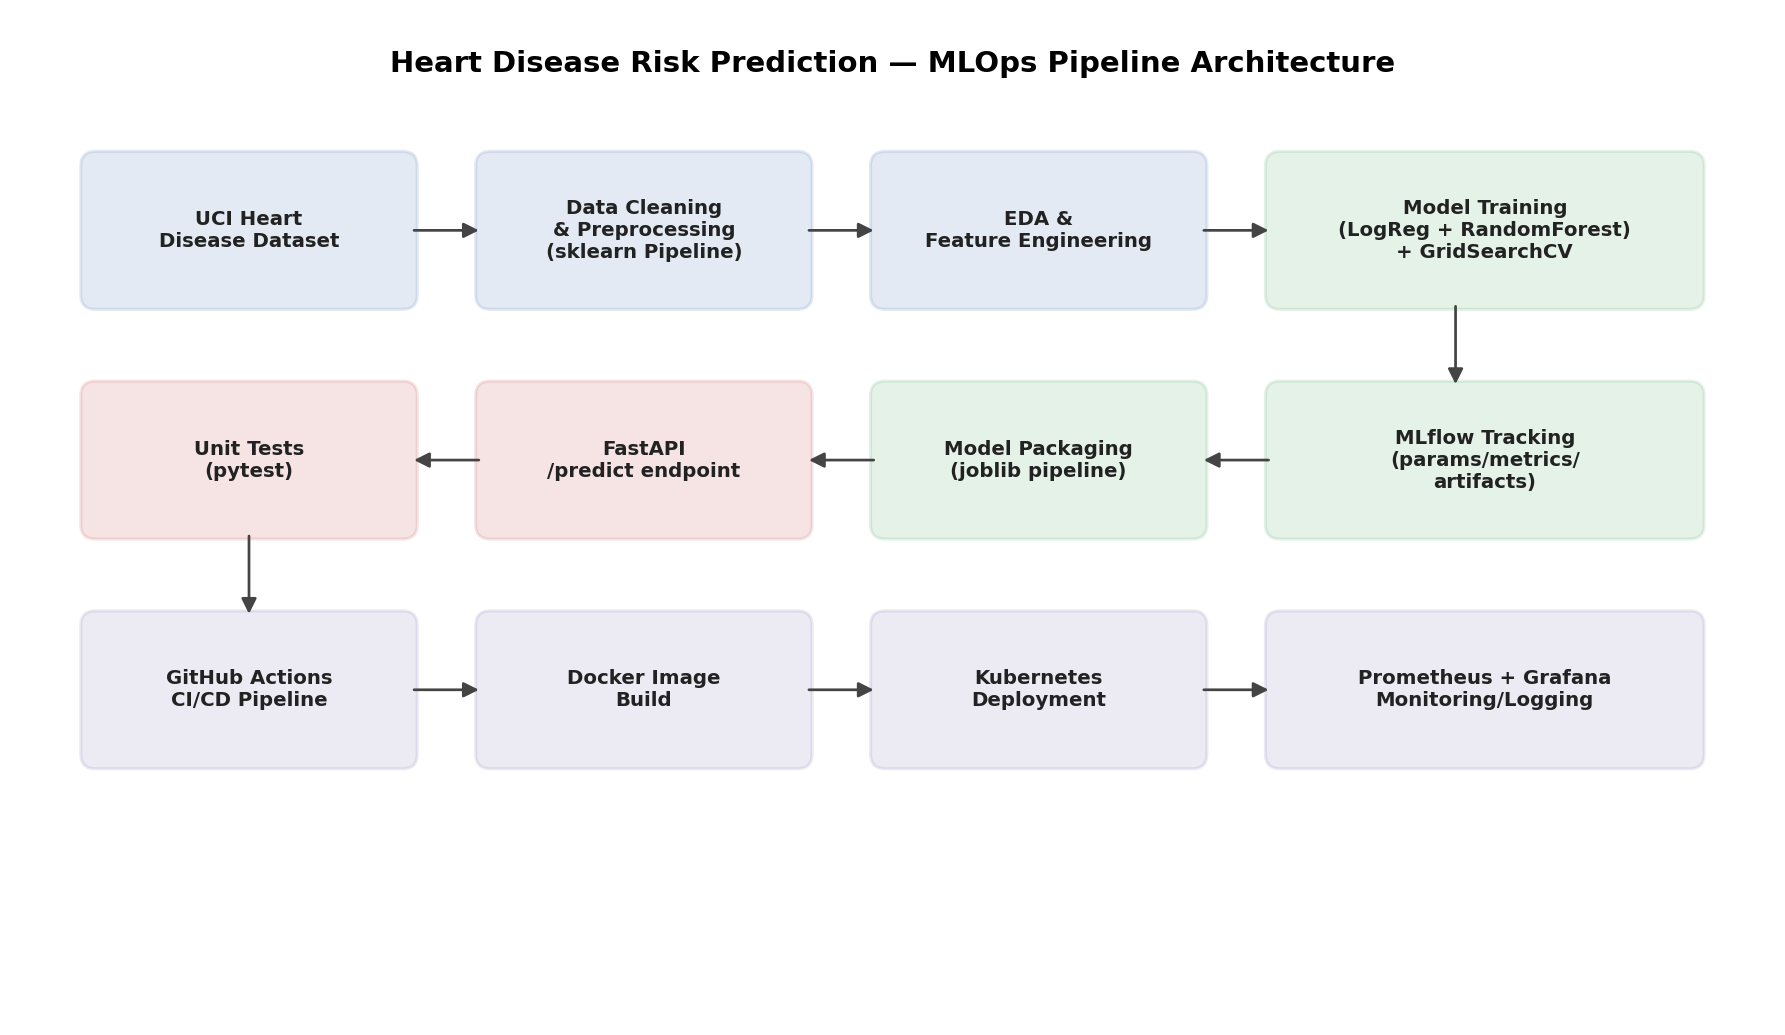 Heart Disease Risk Prediction — MLOps Pipeline Architecture
UCI Heart
Disease Dataset
Data Cleaning
& Preprocessing
(sklearn Pipeline)
EDA &
Feature Engineering
Model Training
(LogReg + RandomForest)
+ GridSearchCV
MLflow Tracking
(params/metrics/
artifacts)
Model Packaging
(joblib pipeline)
FastAPI
/predict endpoint
Unit Tests
(pytest)
GitHub Actions
CI/CD Pipeline
Docker Image
Build
Kubernetes
Deployment
Prometheus + Grafana
Monitoring/Logging